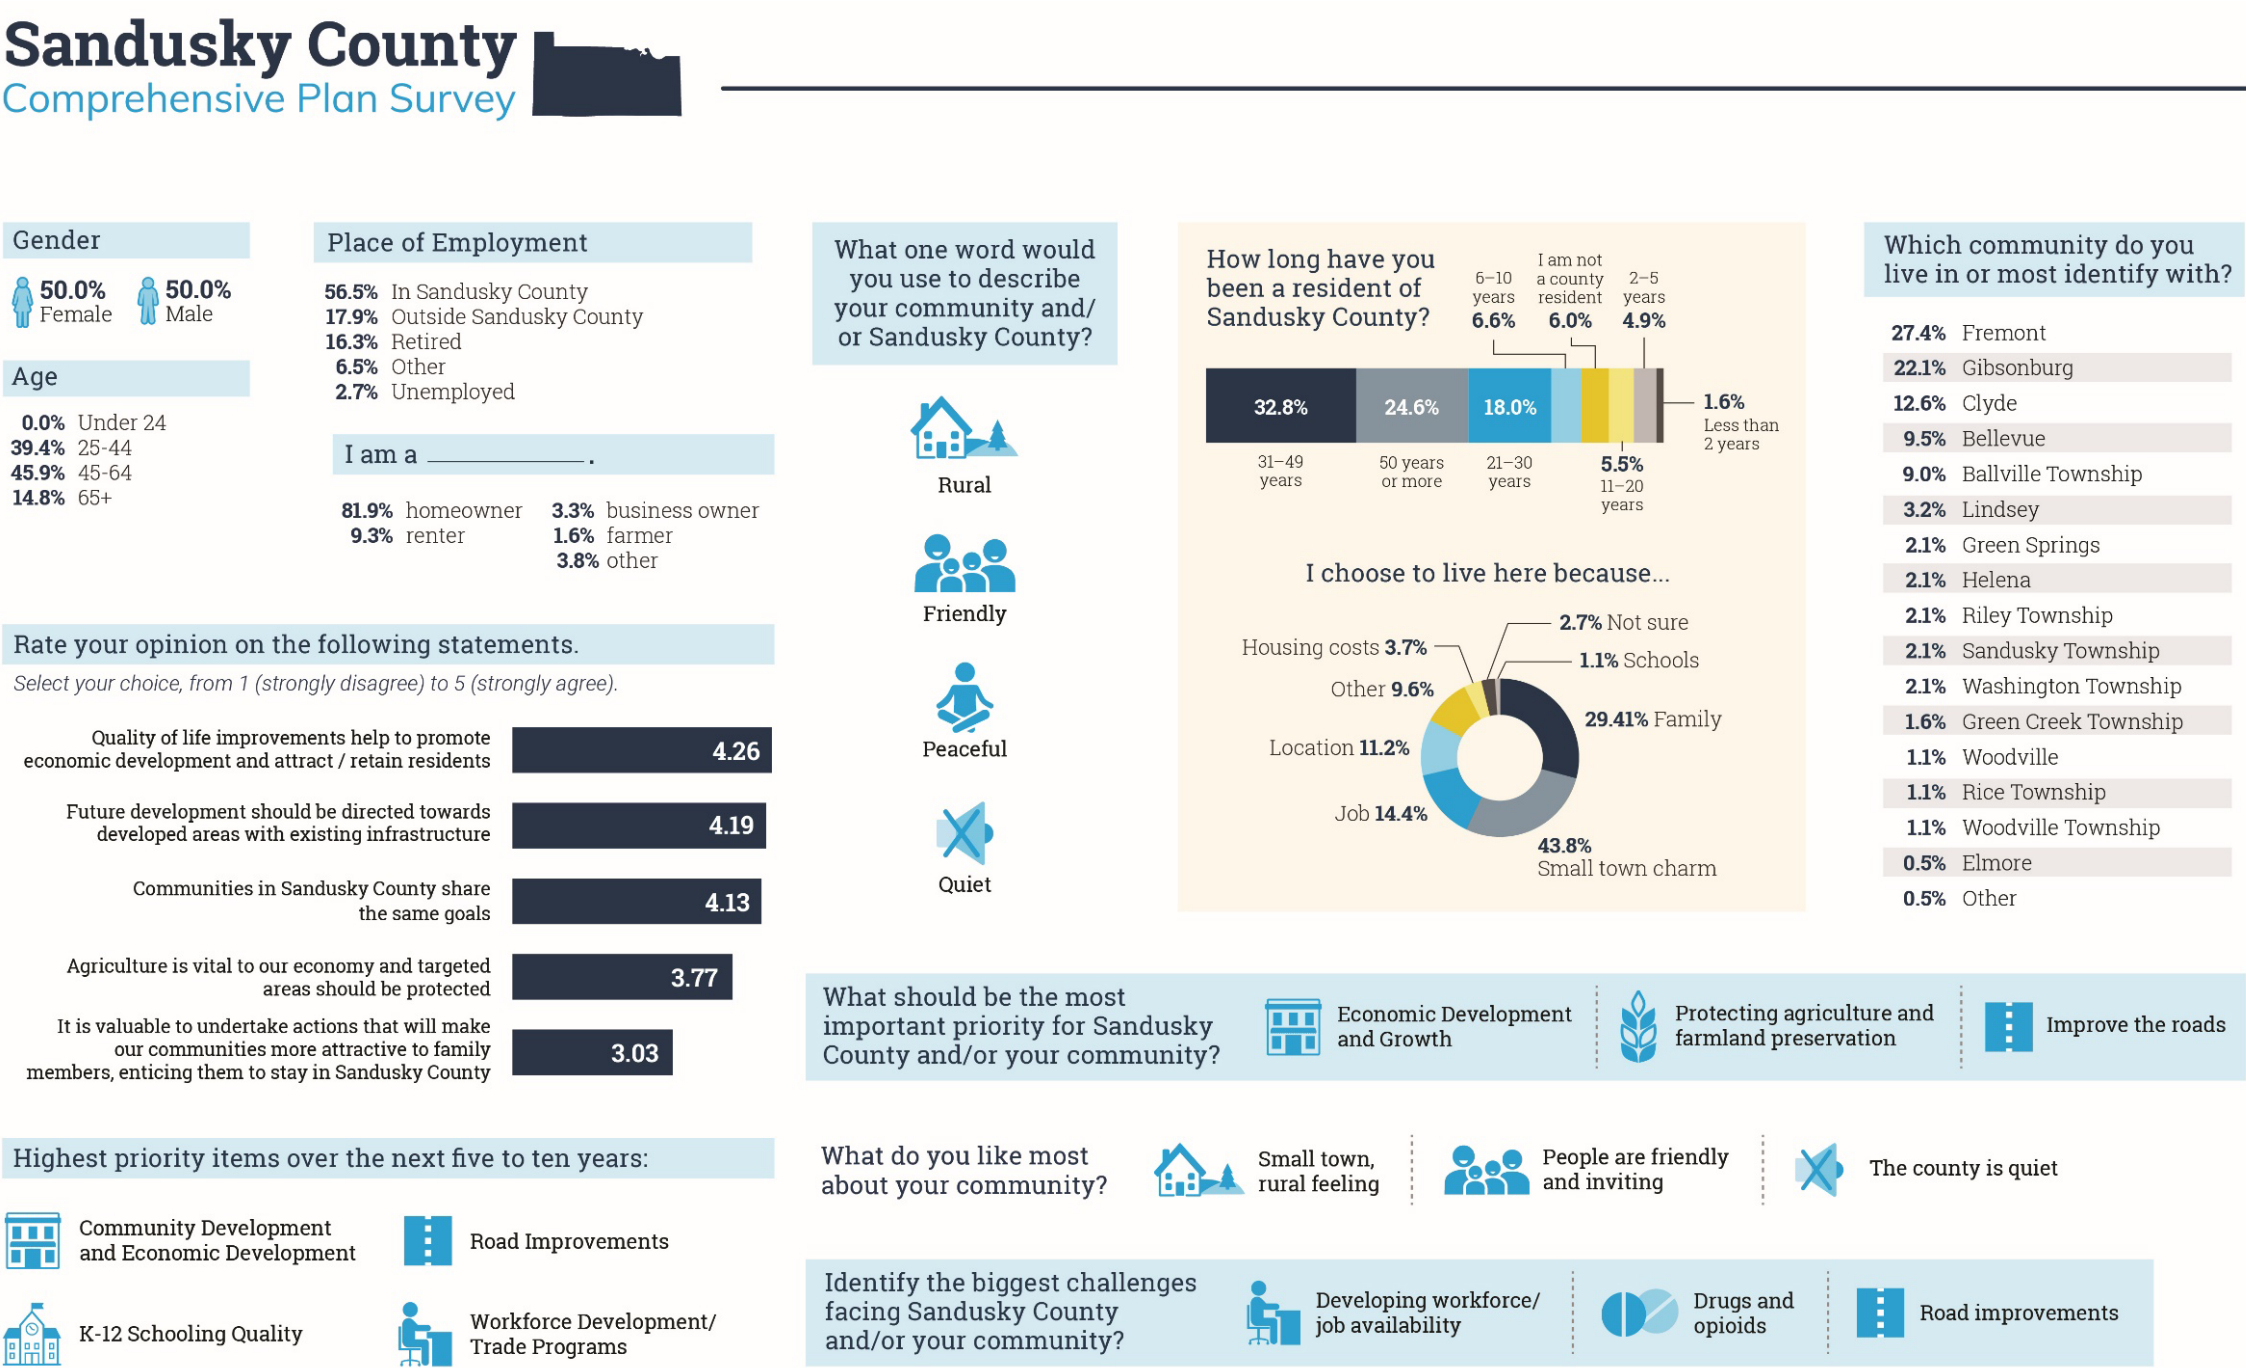 Sandusky County
Comprehensive Plan Survey
Gender
50.0%
Female
50.0%
Male
Age
0.0% Under 24
39.4% 25-44
45.9% 45-64
14.8% 65+
Place of Employment
56.5% In Sandusky County
17.9% Outside Sandusky County
16.3% Retired
6.5% Other
2.7% Unemployed
I am a ____________.
81.9% homeowner
9.3% renter
3.3% business owner
1.6% farmer
3.8% other
Rate your opinion on the following statements.
Select your choice, from 1 (strongly disagree) to 5 (strongly agree).
Quality of life improvements help to promote
economic development and attract / retain residents
4.26
Future development should be directed towards
developed areas with existing infrastructure
4.19
Communities in Sandusky County share
the same goals
4.13
Agriculture is vital to our economy and targeted
areas should be protected
3.77
It is valuable to undertake actions that will make
our communities more attractive to family
members, enticing them to stay in Sandusky County
3.03
Highest priority items over the next five to ten years:
Community Development
and Economic Development
Road Improvements
K-12 Schooling Quality
Workforce Development/
Trade Programs
What one word would
you use to describe
your community and/
or Sandusky County?
Rural
Friendly
Peaceful
Quiet
How long have you
been a resident of
Sandusky County?
6–10
years
6.6%
I am not
a county
resident
6.0%
2–5
years
4.9%
32.8%
24.6%
18.0%
1.6%
Less than
2 years
31–49
years
50 years
or more
21–30
years
5.5%
11–20
years
I choose to live here because...
2.7% Not sure
Housing costs 3.7%
1.1% Schools
Other 9.6%
29.41% Family
Location 11.2%
Job 14.4%
43.8%
Small town charm
Which community do you
live in or most identify with?
27.4% Fremont
22.1% Gibsonburg
12.6% Clyde
9.5% Bellevue
9.0% Ballville Township
3.2% Lindsey
2.1% Green Springs
2.1% Helena
2.1% Riley Township
2.1% Sandusky Township
2.1% Washington Township
1.6% Green Creek Township
1.1% Woodville
1.1% Rice Township
1.1% Woodville Township
0.5% Elmore
0.5% Other
What should be the most
important priority for Sandusky
County and/or your community?
Economic Development
and Growth
Protecting agriculture and
farmland preservation
Improve the roads
What do you like most
about your community?
Small town,
rural feeling
People are friendly
and inviting
The county is quiet
Identify the biggest challenges
facing Sandusky County
and/or your community?
Developing workforce/
job availability
Drugs and
opioids
Road improvements